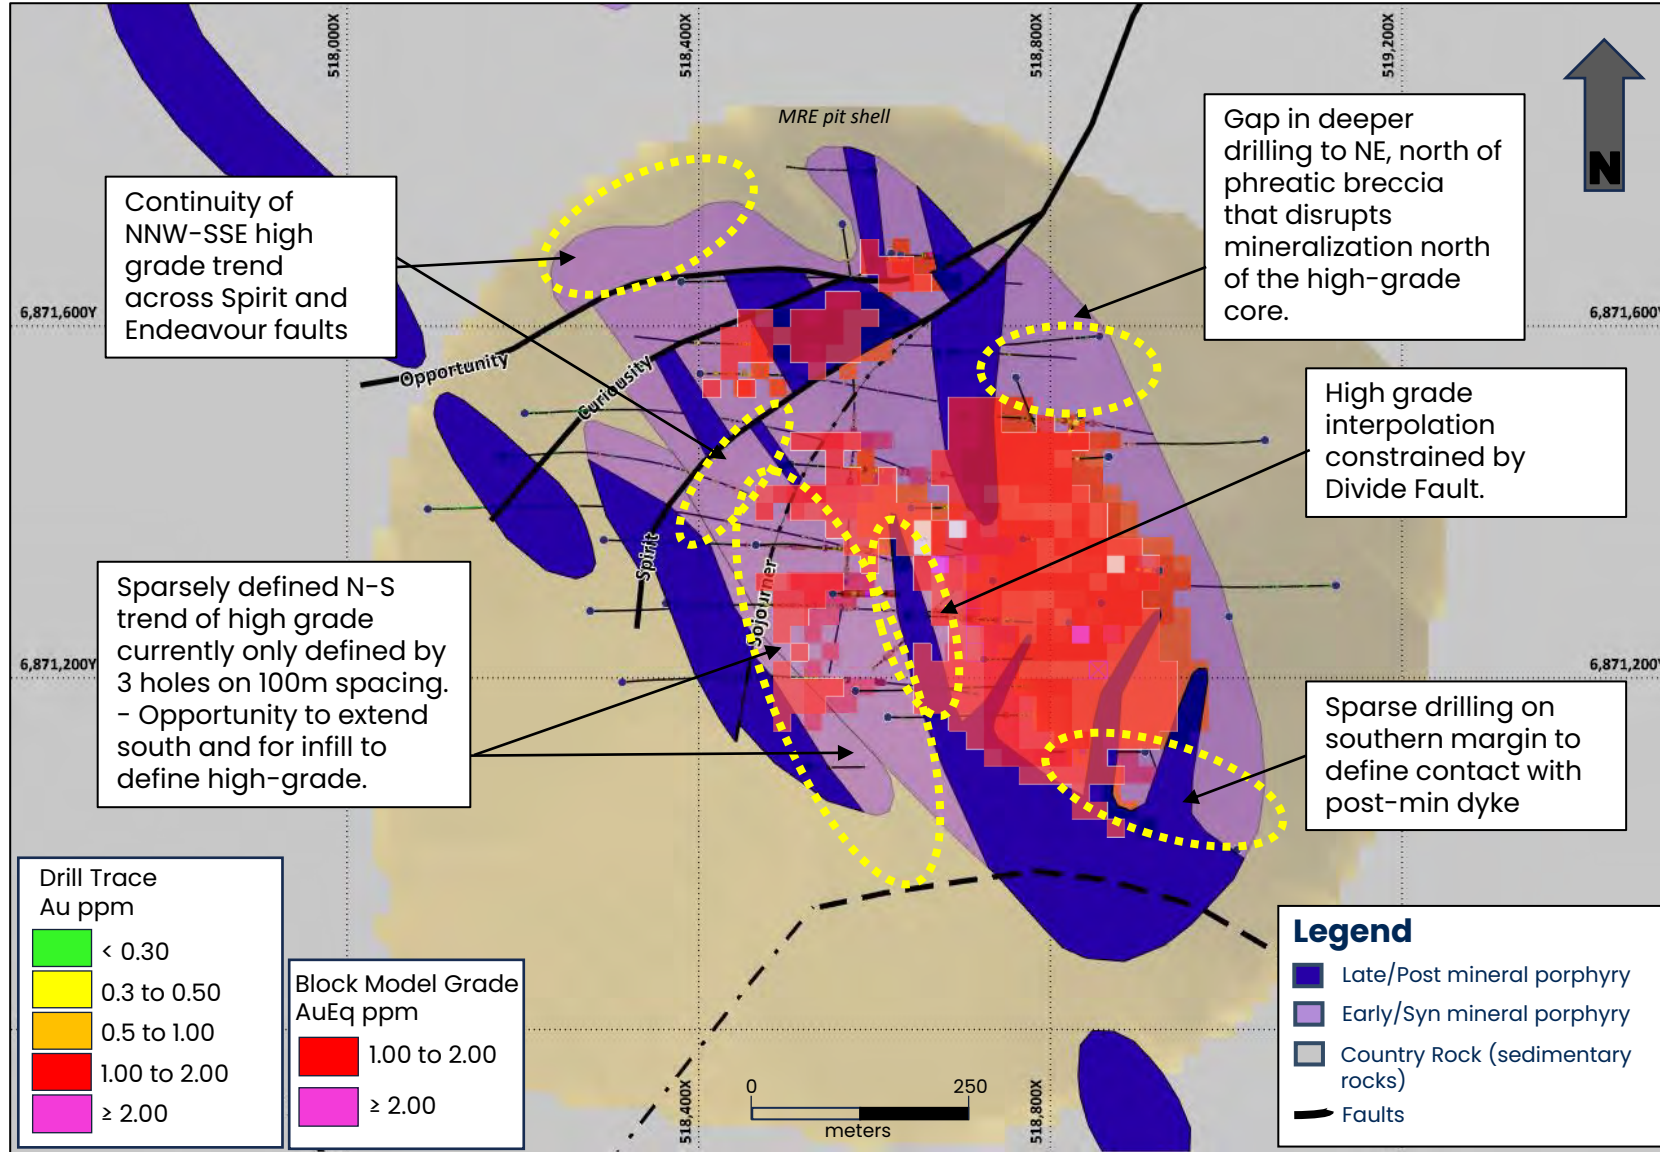 518,000X
518,400X
518,800X
519,200X
MRE pit shell
N
Gap in deeper
drilling to NE, north of
phreatic breccia
that disrupts
mineralization north
of the high-grade
core.
Continuity of
NNW-SSE high
grade trend
across Spirit and
Endeavour faults
6,871,600Y
6,871,600Y
Opportunity
Curiousity
Spirit
Sojourner
High grade
interpolation
constrained by
Divide Fault.
Sparsely defined N-S
trend of high grade
currently only defined by
3 holes on 100m spacing.
- Opportunity to extend
south and for infill to
define high-grade.
6,871,200Y
6,871,200Y
Sparse drilling on
southern margin to
define contact with
post-min dyke
Drill Trace
Au ppm
< 0.30
0.3 to 0.50
0.5 to 1.00
1.00 to 2.00
≥ 2.00
Block Model Grade
AuEq ppm
1.00 to 2.00
≥ 2.00
518,400X
518,800X
0 250
meters
Legend
Late/Post mineral porphyry
Early/Syn mineral porphyry
Country Rock (sedimentary
rocks)
Faults